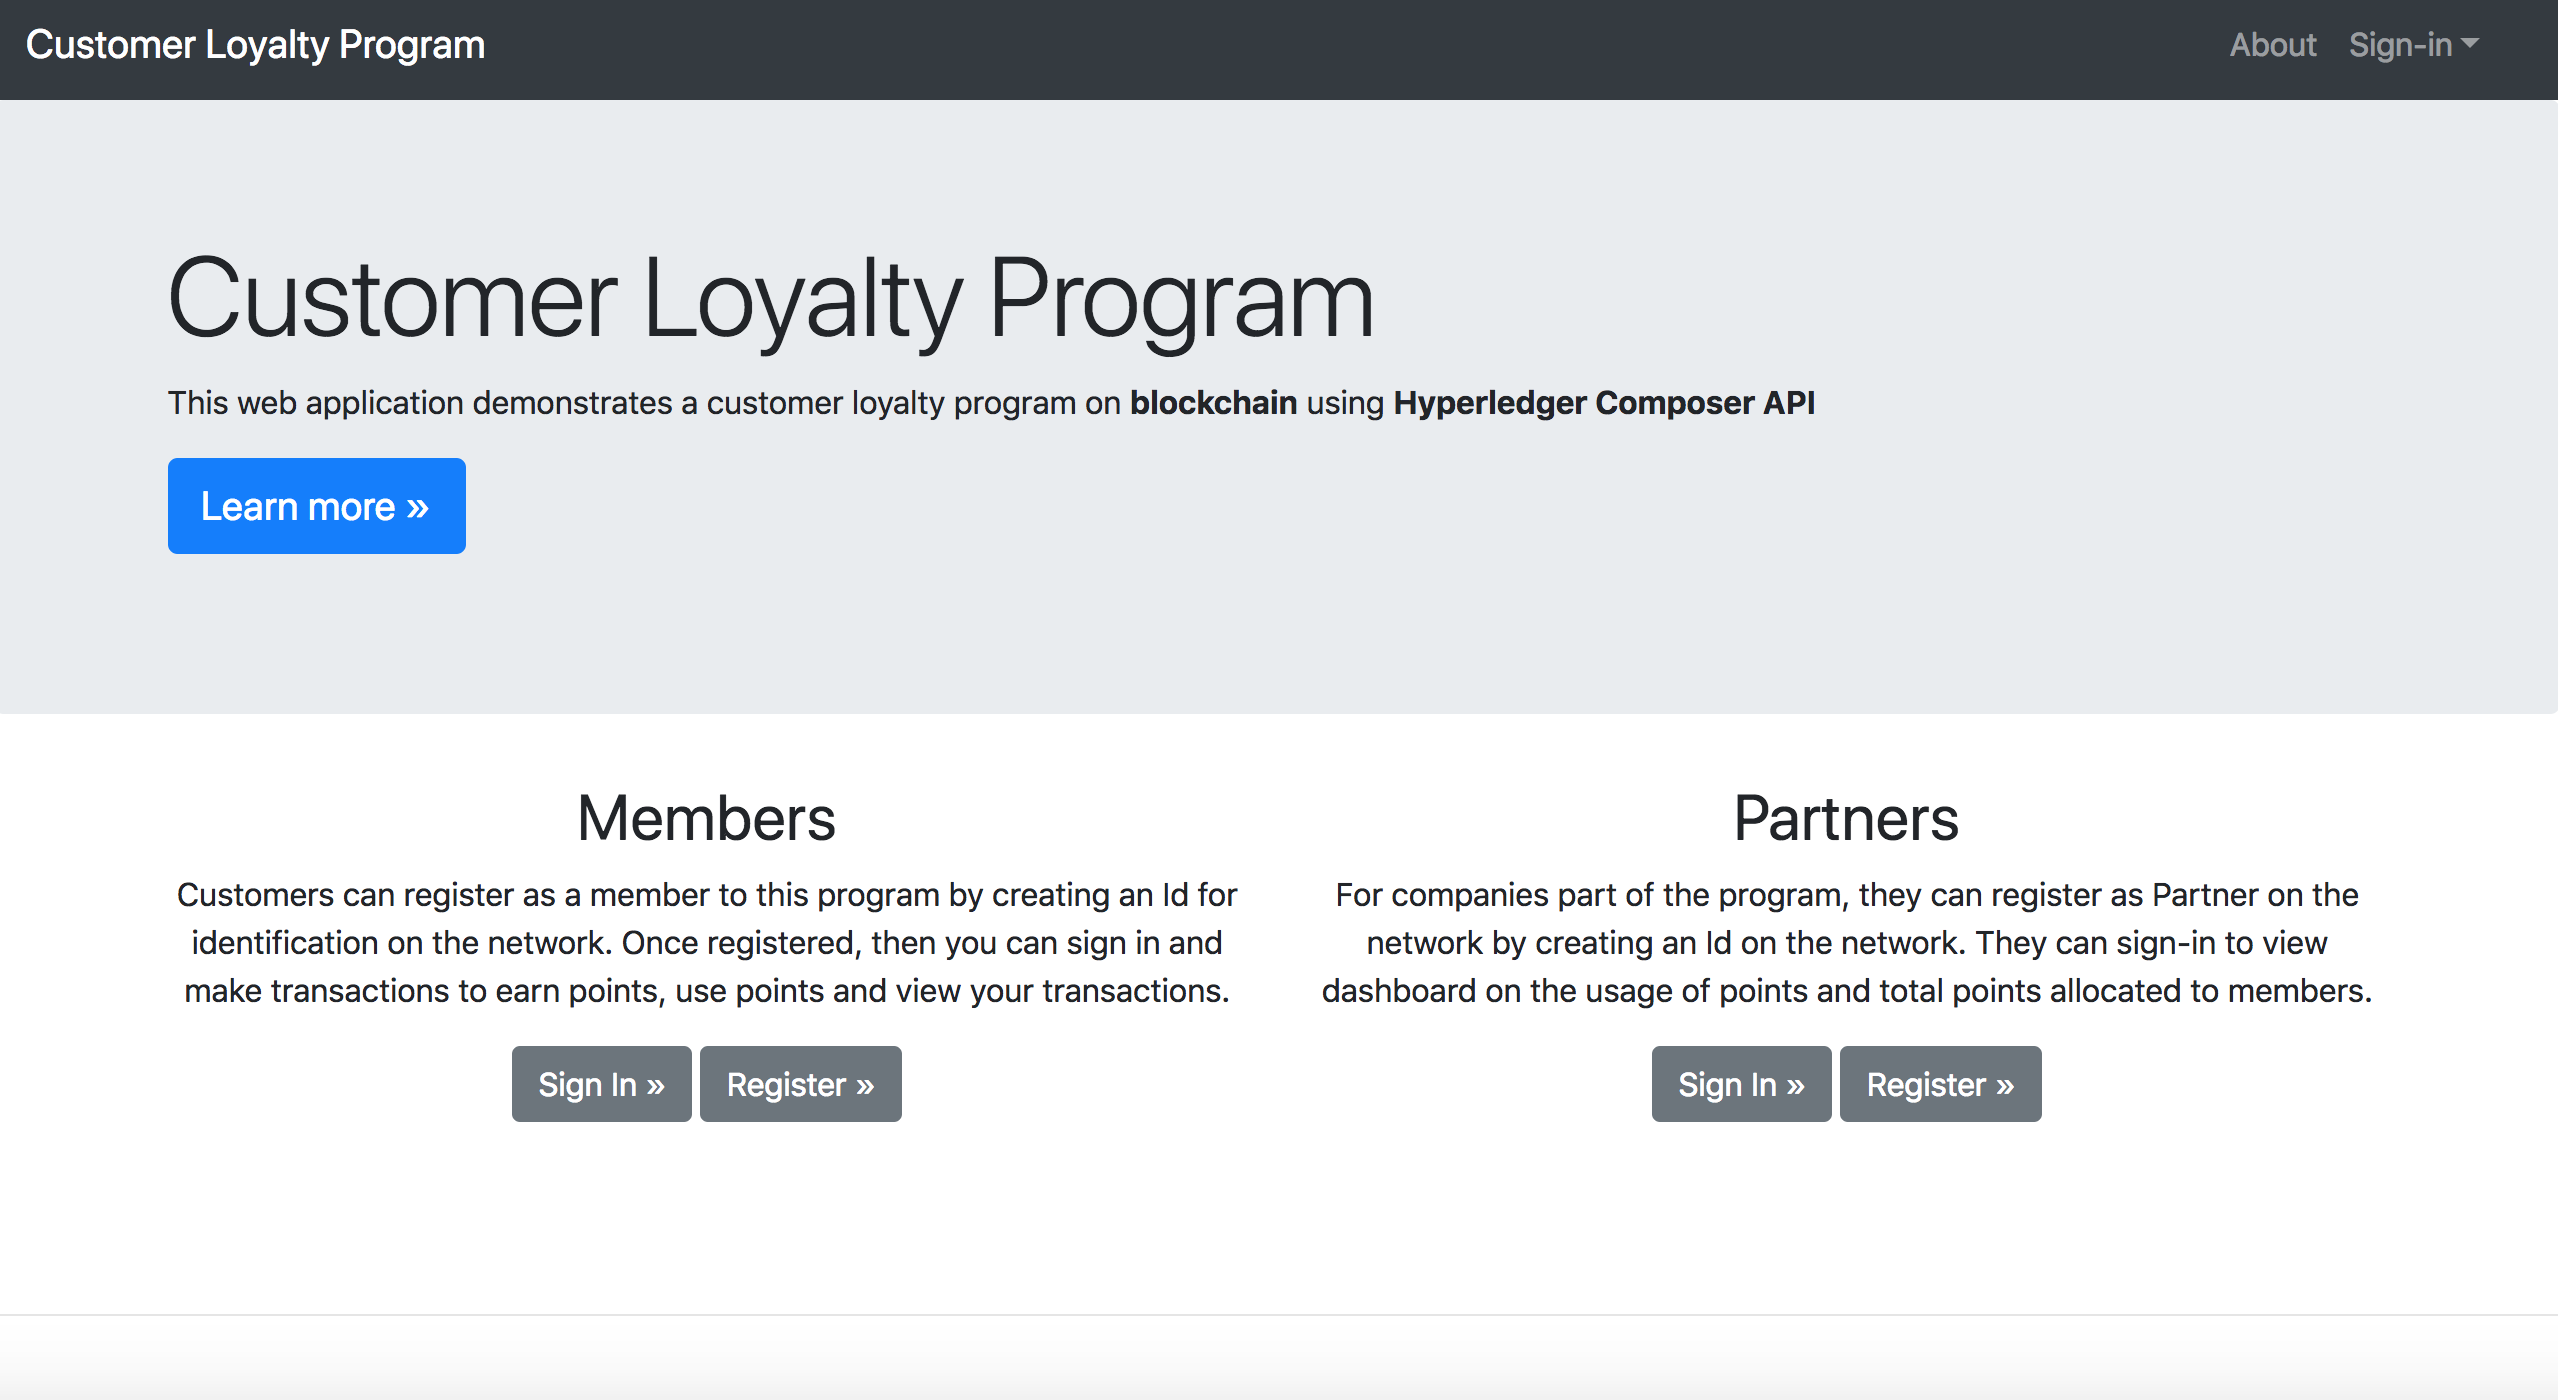 Customer Loyalty Program
About Sign-in
Customer Loyalty Program
This web application demonstrates a customer loyalty program on blockchain using Hyperledger Composer API
Learn more »
Members
Customers can register as a member to this program by creating an Id for
identification on the network. Once registered, then you can sign in and
make transactions to earn points, use points and view your transactions.
Sign In » Register »
Partners
For companies part of the program, they can register as Partner on the
network by creating an Id on the network. They can sign-in to view
dashboard on the usage of points and total points allocated to members.
Sign In » Register »